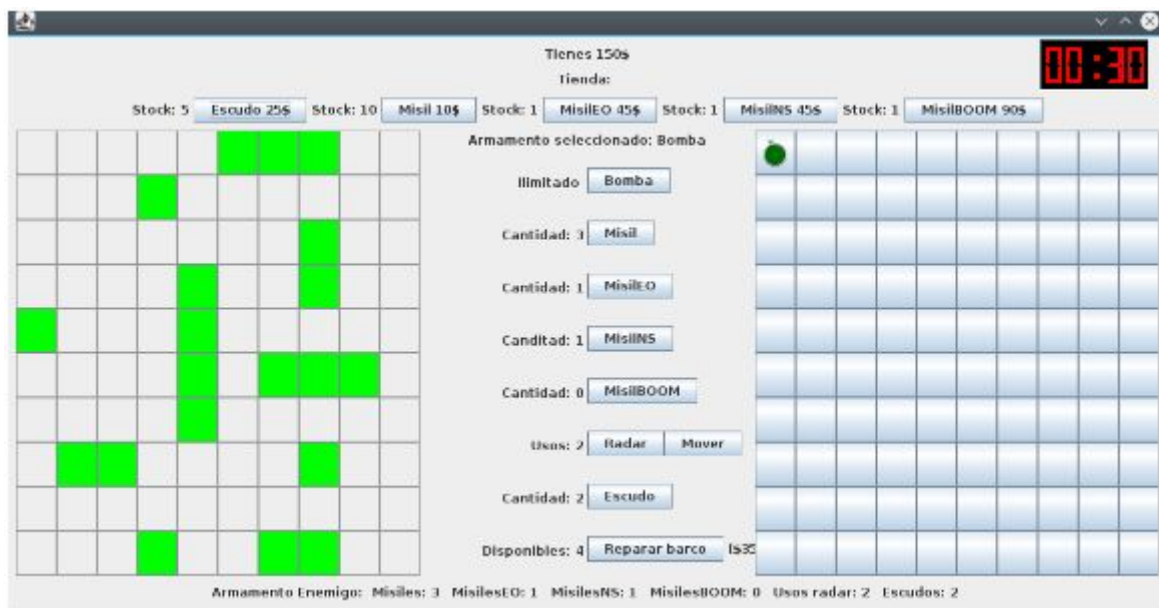 Tienes 150$
00:30
Tienda:
Stock: 5 Escudo 25$ Stock: 10 Misil 10$ Stock: 1 MisilEO 45$ Stock: 1 MisilNS 45$ Stock: 1 MisilBOOM 90$
Armamento seleccionado: Bomba
Ilimitado Bomba
Cantidad: 3 Misil
Cantidad: 1 MisilEO
Canditad: 1 MisilNS
Cantidad: 0 MisilBOOM
Usos: 2 Radar Mover
Cantidad: 2 Escudo
Disponibles: 4 Reparar barco
Armamento Enemigo: Misiles: 3 MisilesEO: 1 MisilesNS: 1 MisilesBOOM: 0 Usos radar: 2 Escudos: 2